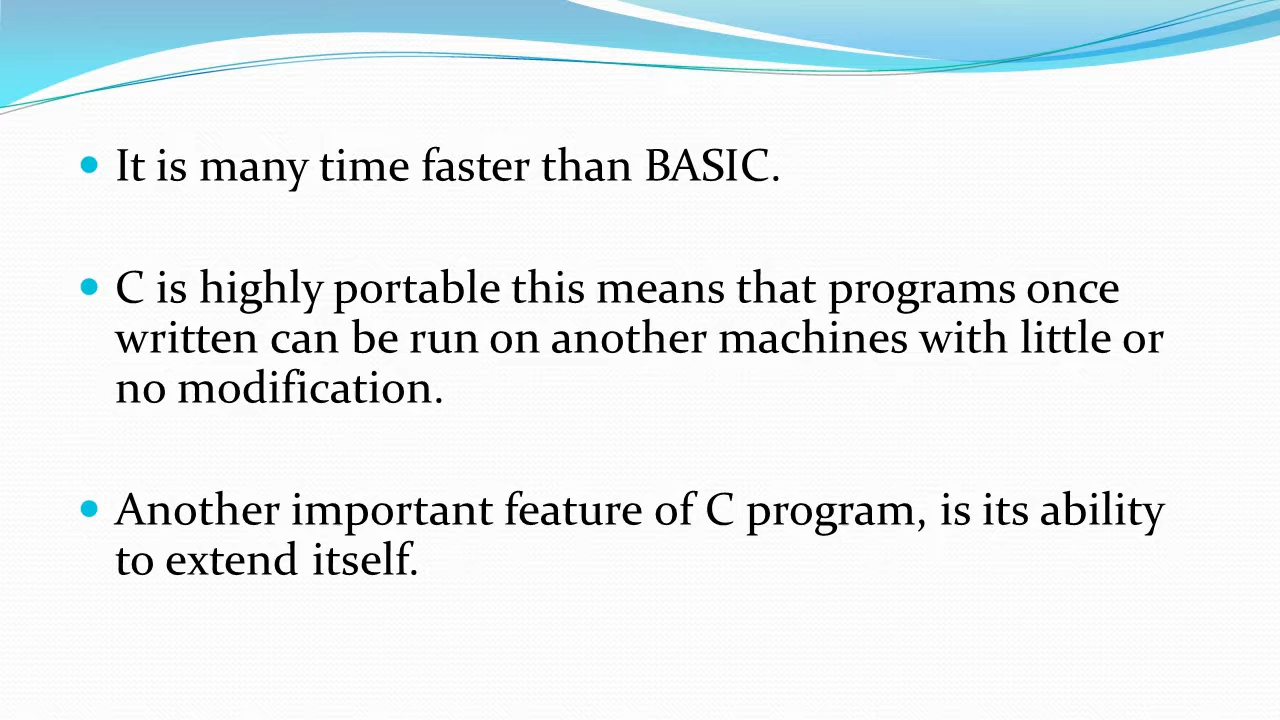 • It is many time faster than BASIC.
• C is highly portable this means that programs once
written can be run on another machines with little or
no modification.
• Another important feature of C program, is its ability
to extend itself.